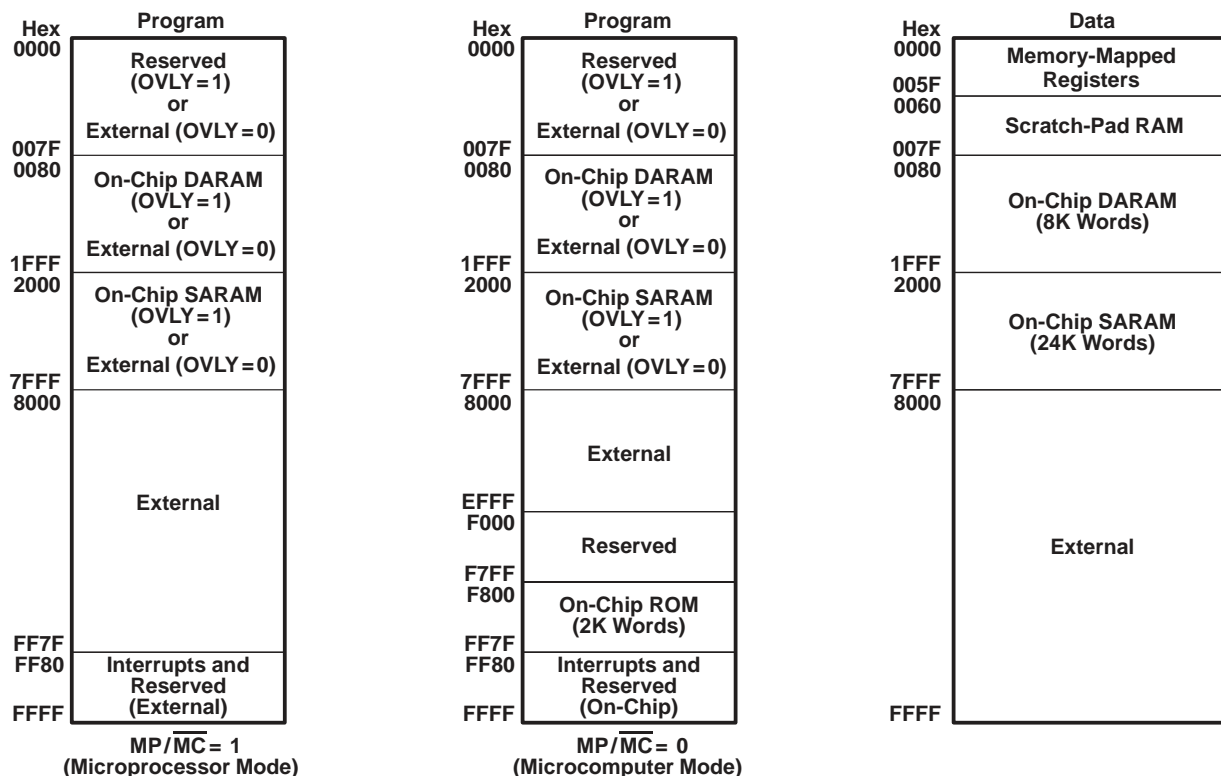 Program
Hex
0000
Reserved
(OVLY = 1)
or
External (OVLY = 0)
007F
0080
On-Chip DARAM
(OVLY = 1)
or
External (OVLY = 0)
1FFF
2000
On-Chip SARAM
(OVLY = 1)
or
External (OVLY = 0)
7FFF
8000
External
FF7F
FF80
Interrupts and
Reserved
(External)
FFFF
MP/M̅C̅ = 1
(Microprocessor Mode)
Program
Hex
0000
Reserved
(OVLY = 1)
or
External (OVLY = 0)
007F
0080
On-Chip DARAM
(OVLY = 1)
or
External (OVLY = 0)
1FFF
2000
On-Chip SARAM
(OVLY = 1)
or
External (OVLY = 0)
7FFF
8000
External
EFFF
F000
Reserved
F7FF
F800
On-Chip ROM
(2K Words)
FF7F
FF80
Interrupts and
Reserved
(On-Chip)
FFFF
MP/M̅C̅ = 0
(Microcomputer Mode)
Data
Hex
0000
Memory-Mapped
Registers
005F
0060
Scratch-Pad RAM
007F
0080
On-Chip DARAM
(8K Words)
1FFF
2000
On-Chip SARAM
(24K Words)
7FFF
8000
External
FFFF